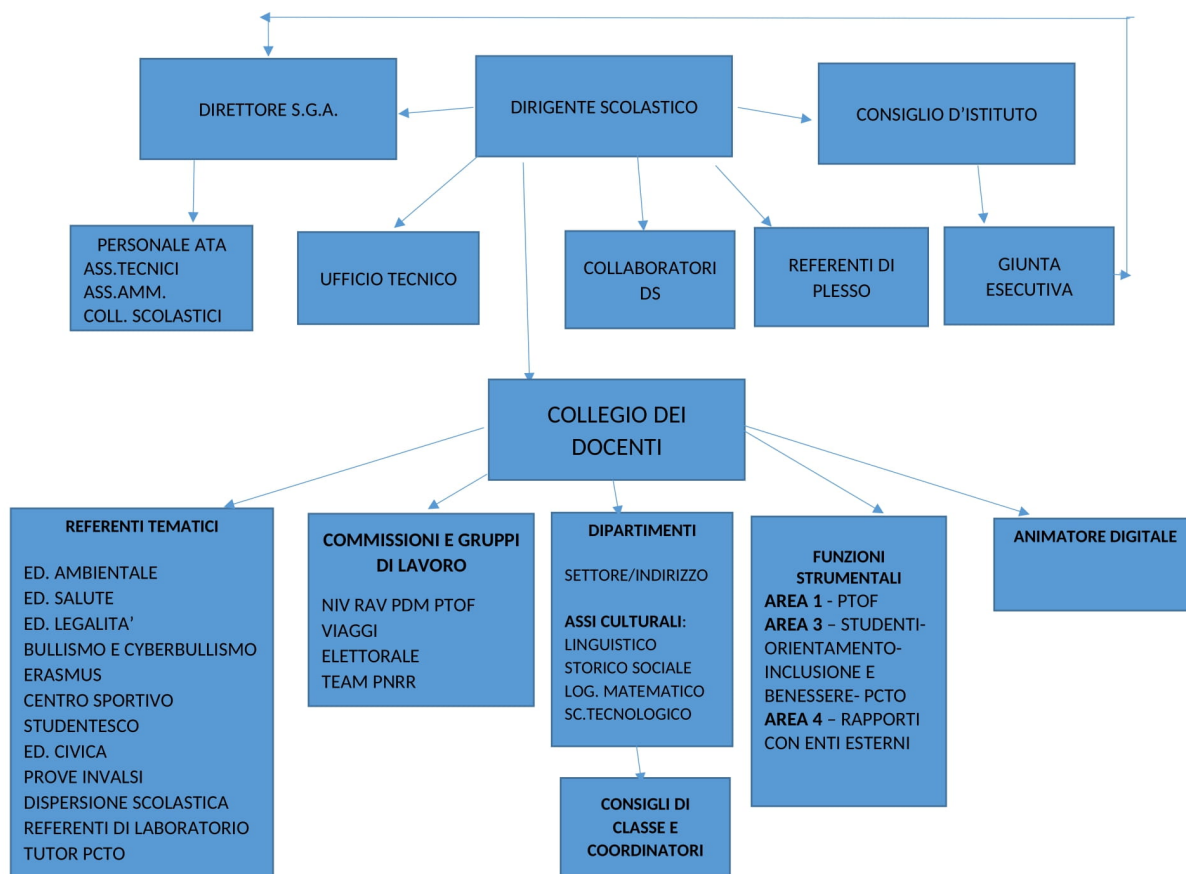 DIRETTORE S.G.A.
DIRIGENTE SCOLASTICO
CONSIGLIO D’ISTITUTO
PERSONALE ATA
ASS.TECNICI
ASS.AMM.
COLL. SCOLASTICI
UFFICIO TECNICO
COLLABORATORI
DS
REFERENTI DI
PLESSO
GIUNTA
ESECUTIVA
COLLEGIO DEI
DOCENTI
REFERENTI TEMATICI
ED. AMBIENTALE
ED. SALUTE
ED. LEGALITA’
BULLISMO E CYBERBULLISMO
ERASMUS
CENTRO SPORTIVO
STUDENTESCO
ED. CIVICA
PROVE INVALSI
DISPERSIONE SCOLASTICA
REFERENTI DI LABORATORIO
TUTOR PCTO
COMMISSIONI E GRUPPI
DI LAVORO
NIV RAV PDM PTOF
VIAGGI
ELETTORALE
TEAM PNRR
DIPARTIMENTI
SETTORE/INDIRIZZO
ASSI CULTURALI:
LINGUISTICO
STORICO SOCIALE
LOG. MATEMATICO
SC.TECNOLOGICO
CONSIGLI DI
CLASSE E
COORDINATORI
FUNZIONI
STRUMENTALI
AREA 1 - PTOF
AREA 3 – STUDENTI-
ORIENTAMENTO-
INCLUSIONE E
BENESSERE- PCTO
AREA 4 – RAPPORTI
CON ENTI ESTERNI
ANIMATORE DIGITALE